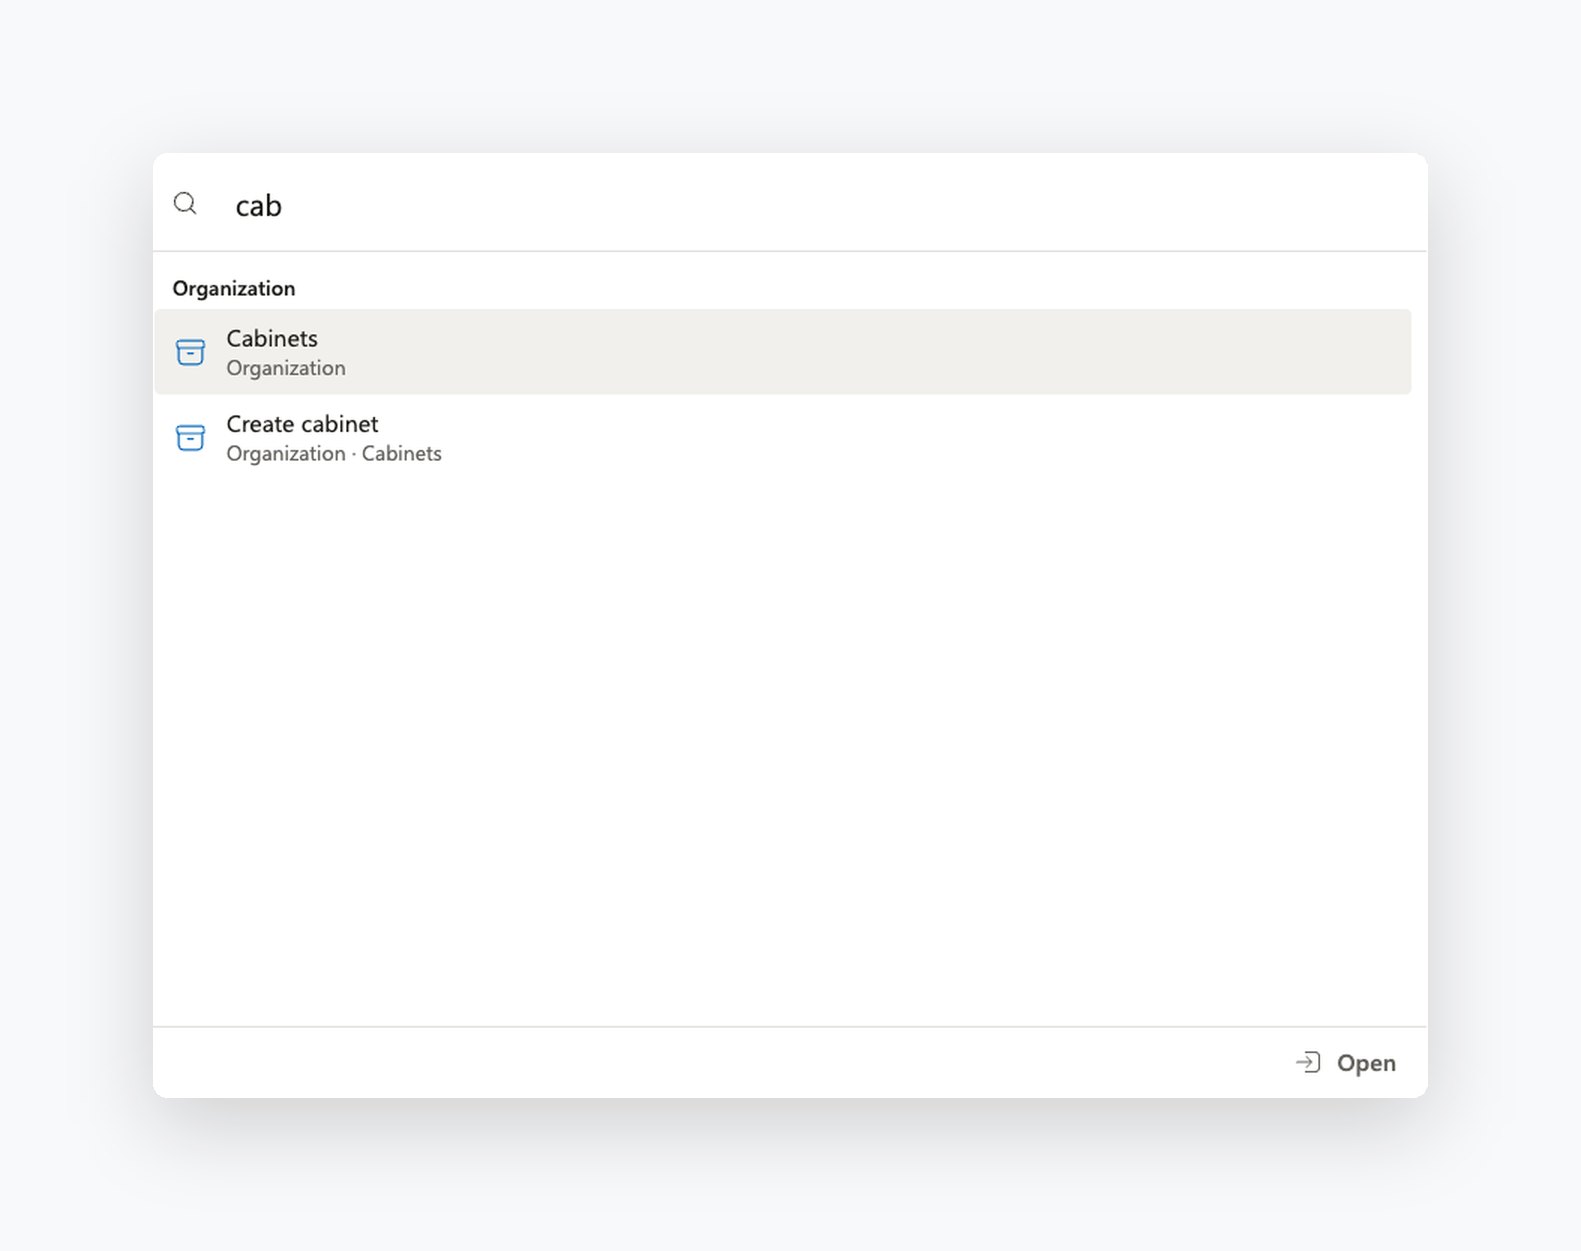 cab
Organization
Cabinets
Organization
Create cabinet
Organization · Cabinets
Open